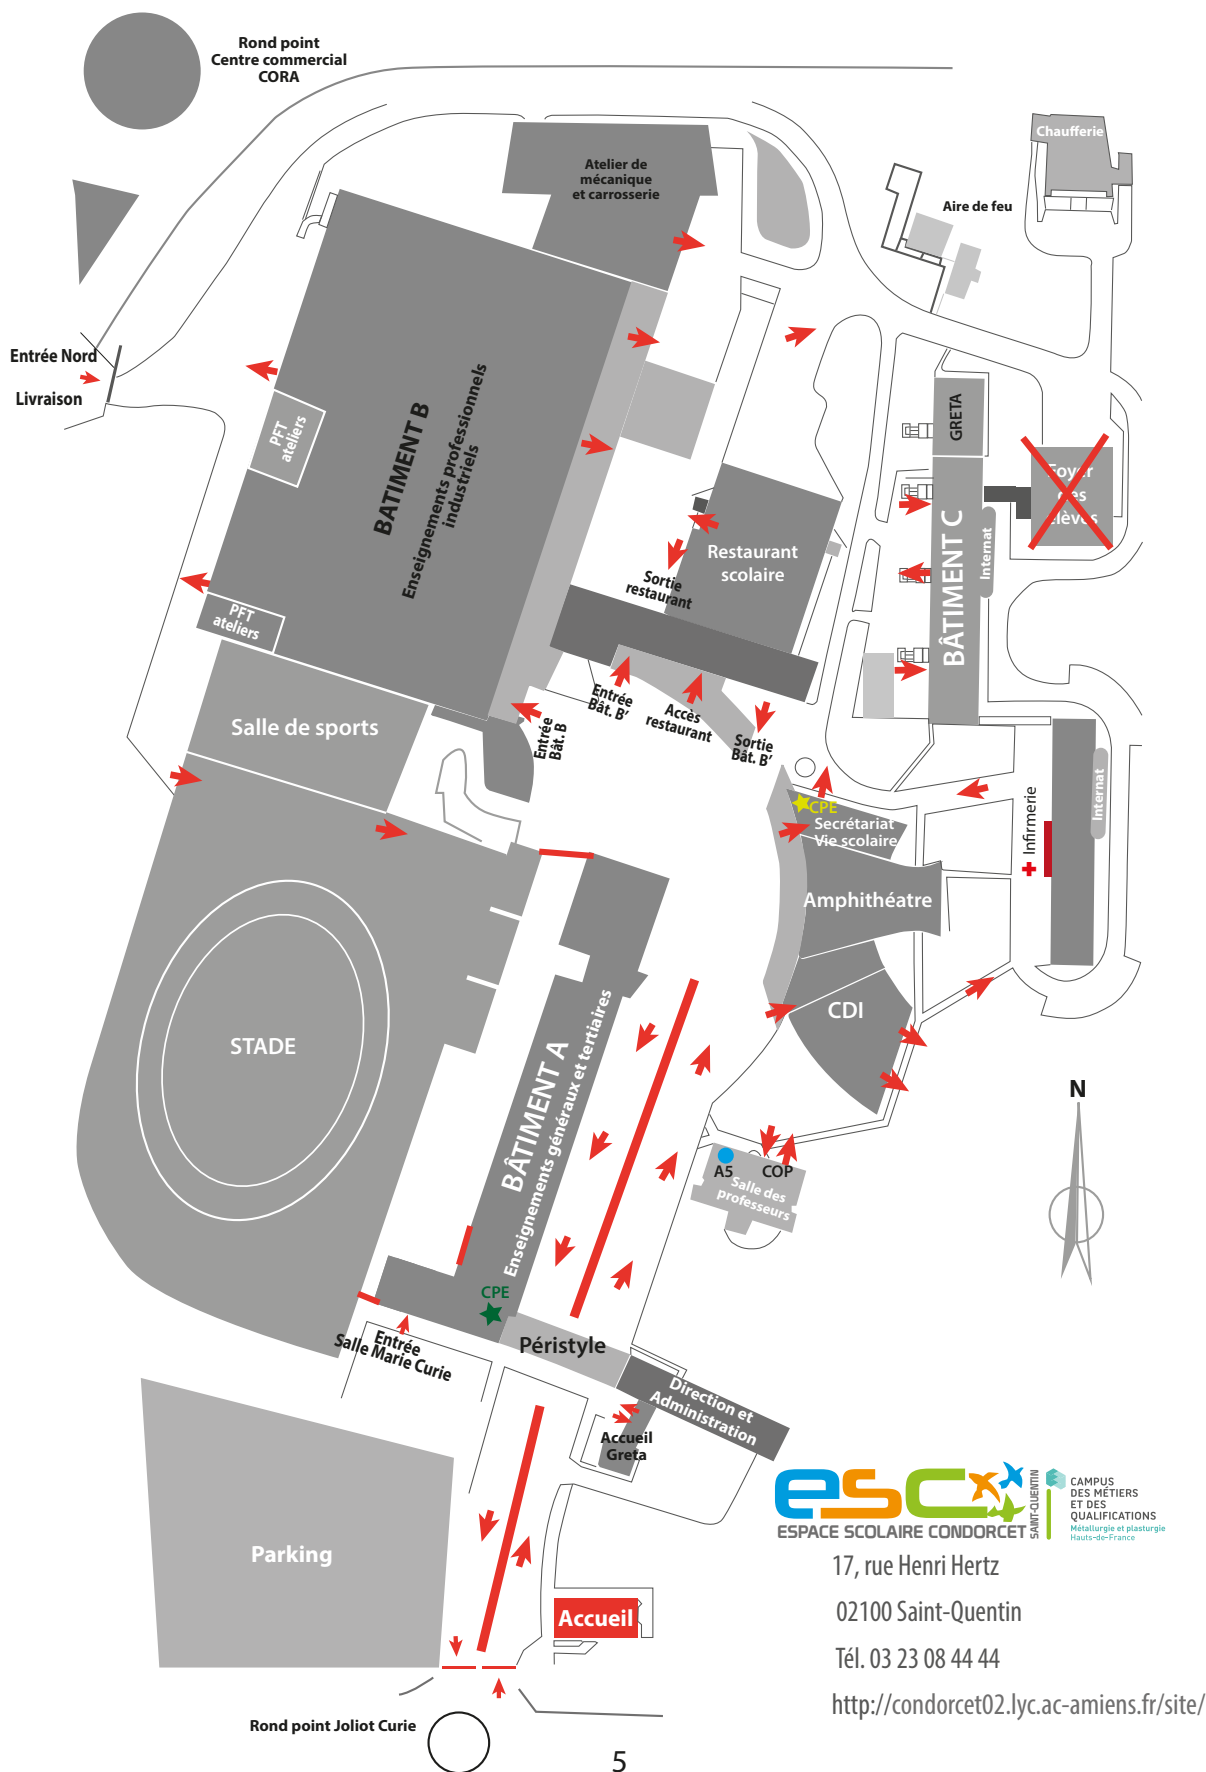 Rond point
Centre commercial
CORA
Chaufferie
Atelier de
mécanique
et carrosserie
Aire de feu
Entrée Nord
Livraison
BATIMENT B
Enseignements professionnels
industriels
PFT
ateliers
GRETA
Foyer
des
élèves
BÂTIMENT C
Internat
Restaurant
scolaire
Sortie
restaurant
PFT
ateliers
Entrée
Bât. B'
Accès
restaurant
Sortie
Bât. B'
Entrée
Bât. B
Salle de sports
CPE
Secrétariat
Vie scolaire
Infirmerie
Internat
Amphithéatre
CDI
STADE
BÂTIMENT A
Enseignements généraux et tertiaires
N
A5
COP
Salle des
professeurs
CPE
Entrée
Salle Marie Curie
Péristyle
Direction et
Administration
Accueil
Greta
Parking
Accueil
Rond point Joliot Curie
esc
ESPACE SCOLAIRE CONDORCET
SAINT-QUENTIN
CAMPUS
DES MÉTIERS
ET DES
QUALIFICATIONS
Métallurgie et plasturgie
Hauts-de-France
17, rue Henri Hertz
02100 Saint-Quentin
Tél. 03 23 08 44 44
http://condorcet02.lyc.ac-amiens.fr/site/
5